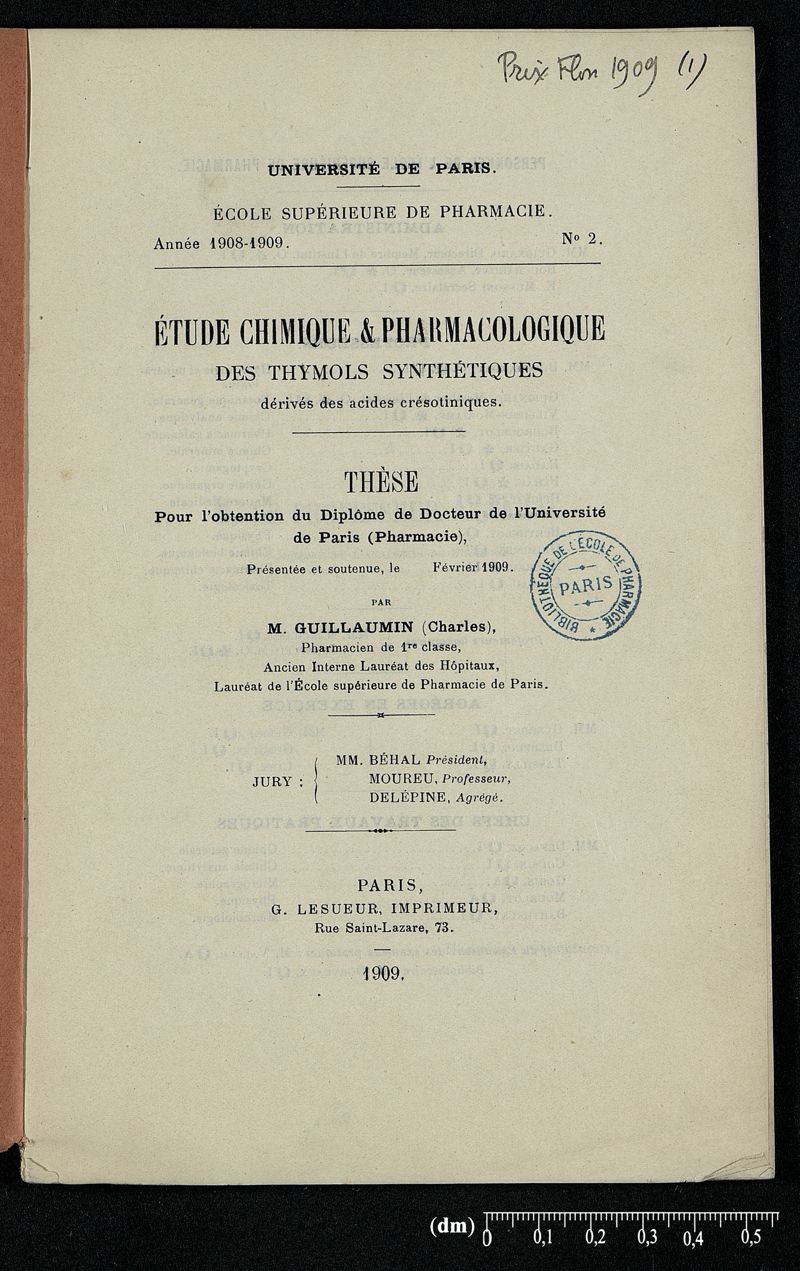 Prix Flon 1909 (1)
UNIVERSITÉ DE PARIS.
ÉCOLE SUPÉRIEURE DE PHARMACIE.
Année 1908-1909. Nº 2.
ÉTUDE CHIMIQUE & PHARMACOLOGIQUE
DES THYMOLS SYNTHÉTIQUES
dérivés des acides crésotiniques.
THÈSE
Pour l'obtention du Diplôme de Docteur de l'Université
de Paris (Pharmacie),
Présentée et soutenue, le Février 1909.
BIBLIOTHÈQUE DE L'ÉCOLE DE PHARMACIE
PARIS
PAR
M. GUILLAUMIN (Charles),
Pharmacien de 1re classe,
Ancien Interne Lauréat des Hôpitaux,
Lauréat de l'École supérieure de Pharmacie de Paris.
JURY :
MM. BÉHAL Président,
MOUREU, Professeur,
DELÉPINE, Agrégé.
PARIS,
G. LESUEUR, IMPRIMEUR,
Rue Saint-Lazare, 73.
1909.
(dm) 0 0,1 0,2 0,3 0,4 0,5